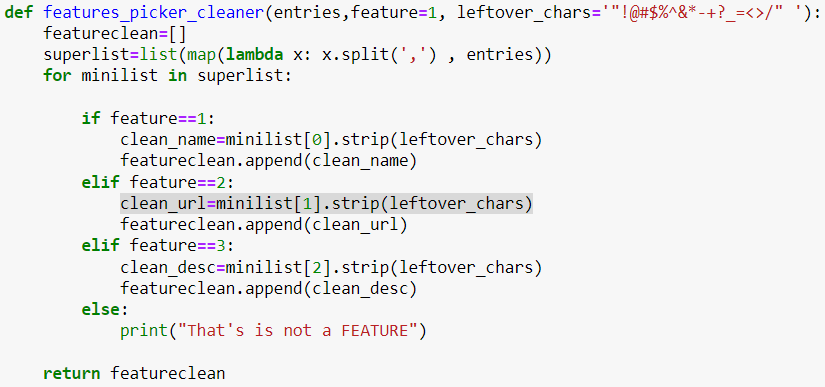 def features_picker_cleaner(entries,feature=1, leftover_chars='"!@#$%^&*-+?_=<>/" '):
    featureclean=[]
    superlist=list(map(lambda x: x.split(',') , entries))
    for minilist in superlist:

        if feature==1:
            clean_name=minilist[0].strip(leftover_chars)
            featureclean.append(clean_name)
        elif feature==2:
            clean_url=minilist[1].strip(leftover_chars)
            featureclean.append(clean_url)
        elif feature==3:
            clean_desc=minilist[2].strip(leftover_chars)
            featureclean.append(clean_desc)
        else:
            print("That's is not a FEATURE")

    return featureclean